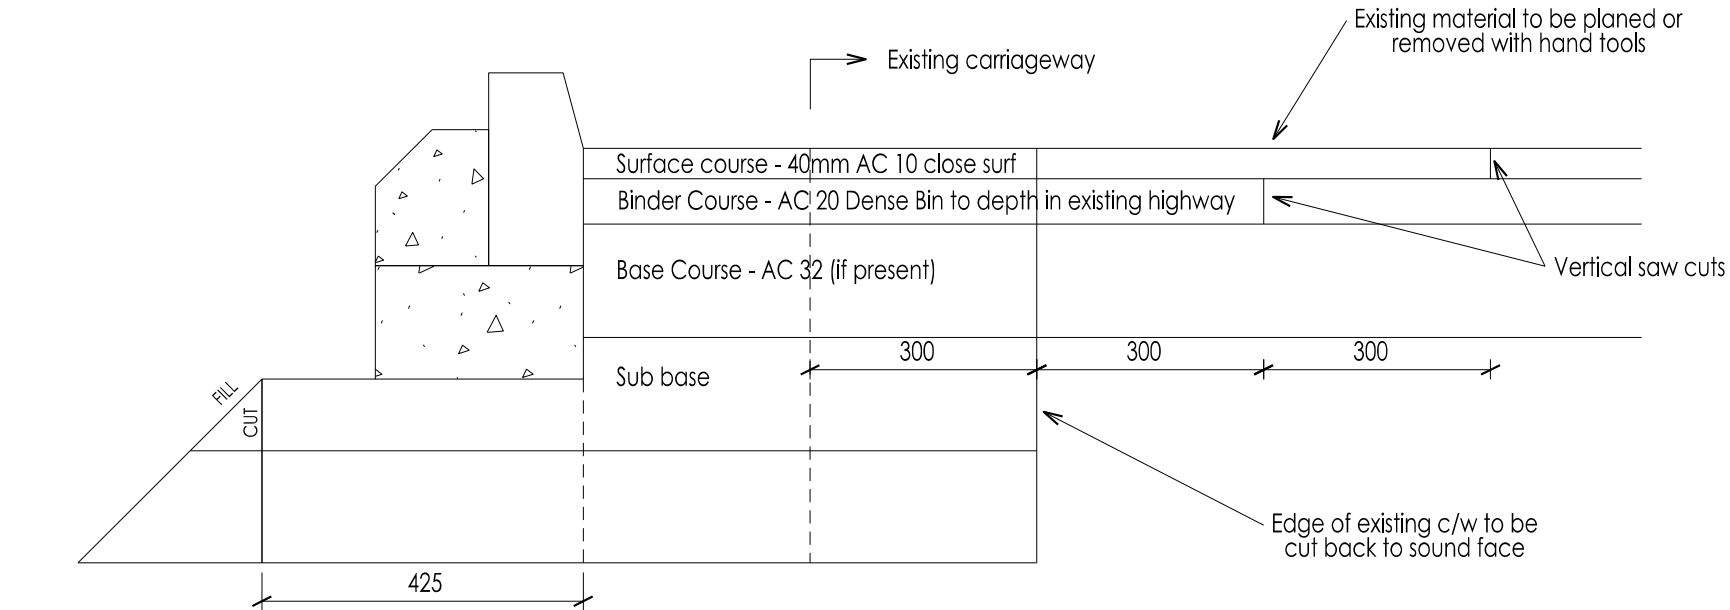 Existing material to be planed or
removed with hand tools
Existing carriageway
Surface course - 40mm AC 10 close surf
Binder Course - AC 20 Dense Bin to depth in existing highway
Vertical saw cuts
Base Course - AC 32 (if present)
300
300
300
Sub base
FILL
CUT
Edge of existing c/w to be
cut back to sound face
425